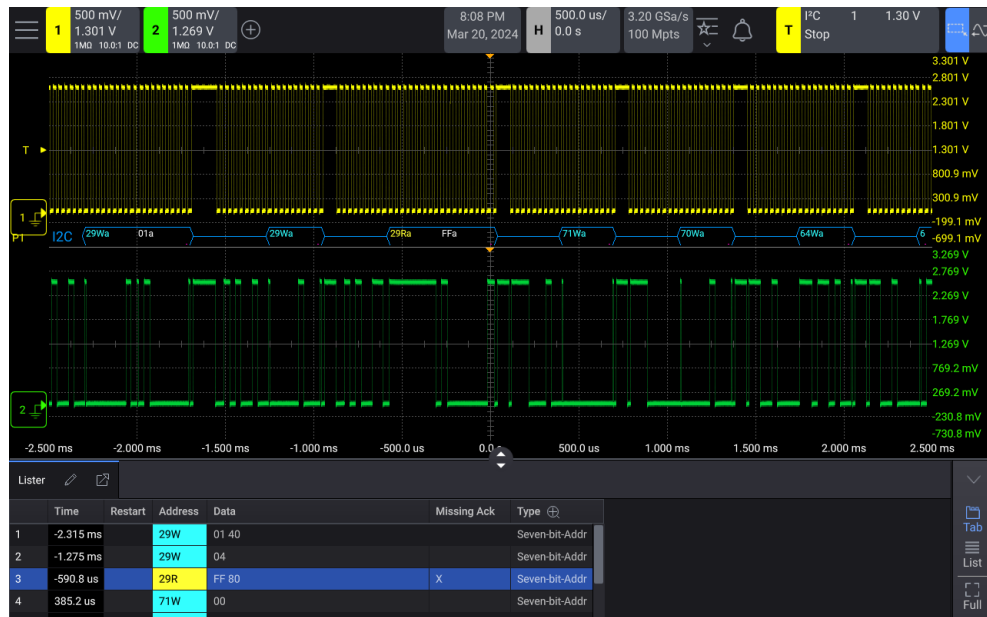 1 500 mV/ 1.301 V 1MΩ 10.0:1 DC
2 500 mV/ 1.269 V 1MΩ 10.0:1 DC
8:08 PM
Mar 20, 2024
H 500.0 us/ 0.0 s
3.20 GSa/s
100 Mpts
T I²C 1 1.30 V
Stop
3.301 V
2.801 V
2.301 V
1.801 V
T 1.301 V
800.9 mV
300.9 mV
1 -199.1 mV
P1 I2C 29Wa 01a 29Wa 29Ra FFa 71Wa 70Wa 64Wa 6 -699.1 mV
3.269 V
2.769 V
2.269 V
1.769 V
1.269 V
769.2 mV
269.2 mV
2 -230.8 mV
-730.8 mV
-2.500 ms -2.000 ms -1.500 ms -1.000 ms -500.0 us 0.0 500.0 us 1.000 ms 1.500 ms 2.000 ms 2.500 ms
Lister
Time Restart Address Data Missing Ack Type
1 -2.315 ms 29W 01 40 Seven-bit-Addr
2 -1.275 ms 29W 04 Seven-bit-Addr
3 -590.8 us 29R FF 80 X Seven-bit-Addr
4 385.2 us 71W 00 Seven-bit-Addr
Tab
List
Full